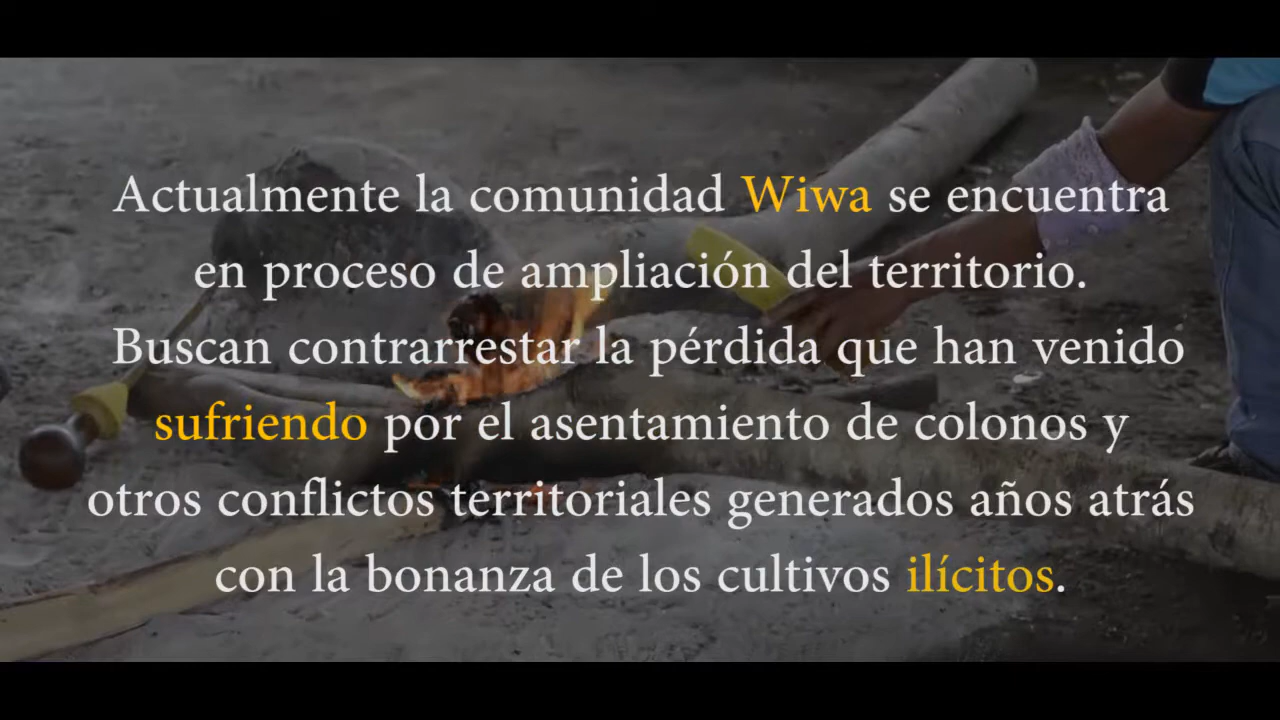 Actualmente la comunidad Wiwa se encuentra
en proceso de ampliación del territorio.
Buscan contrarrestar la pérdida que han venido
sufriendo por el asentamiento de colonos y
otros conflictos territoriales generados años atrás
con la bonanza de los cultivos ilícitos.